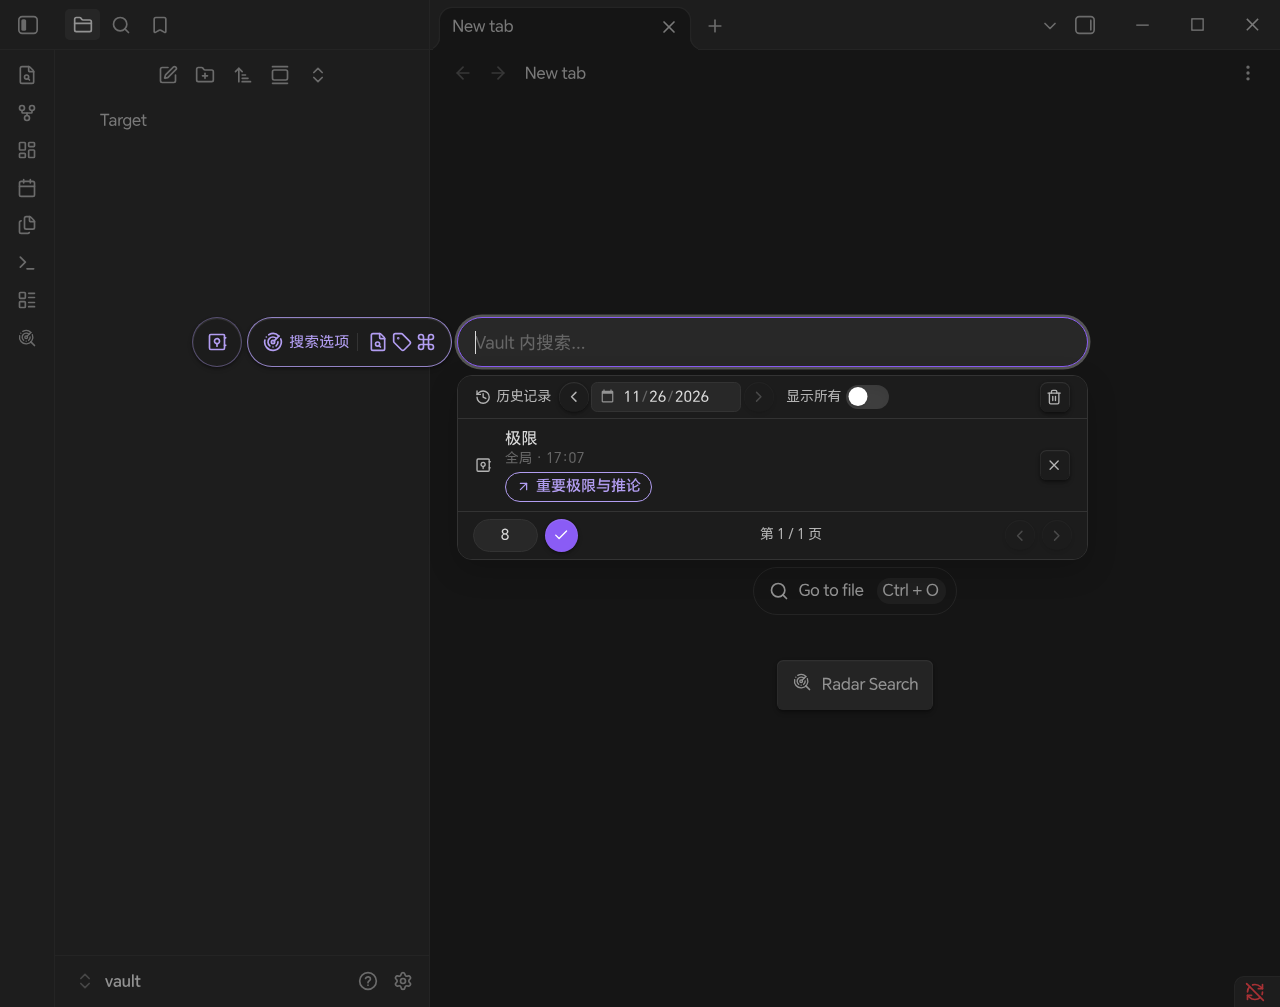 New tab
New tab
Target
搜索选项
Vault 内搜索...
历史记录
11/26/2026
显示所有
极限
全局 · 17:07
重要极限与推论
8
第 1 / 1 页
Go to file
Ctrl + O
Radar Search
vault